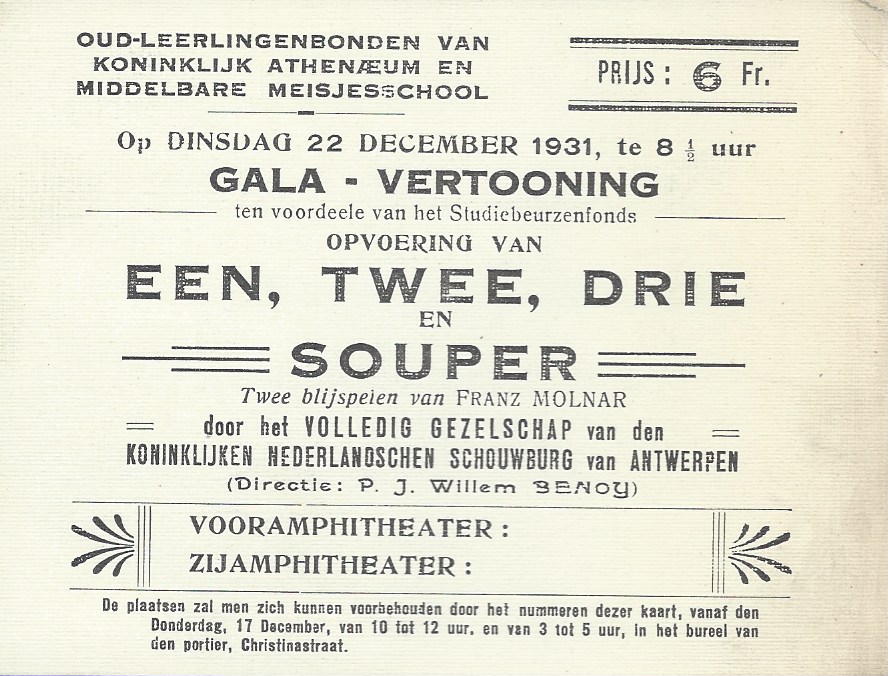 OUD-LEERLINGENBONDEN VAN
KONINKLIJK ATHENÆUM EN
MIDDELBARE MEISJESSCHOOL
PRIJS : 6 Fr.
Op DINSDAG 22 DECEMBER 1931, te 8 ½ uur
GALA - VERTOONING
ten voordeele van het Studiebeurzenfonds
OPVOERING VAN
EEN, TWEE, DRIE
EN
SOUPER
Twee blijspelen van FRANZ MOLNAR
door het VOLLEDIG GEZELSCHAP van den
KONINKLIJKEN NEDERLANDSCHEN SCHOUWBURG van ANTWERPEN
(Directie: P. J. Willem BENOY)
VOORAMPHITHEATER :
ZIJAMPHITHEATER :
De plaatsen zal men zich kunnen voorbehouden door het nummeren dezer kaart, vanaf den
Donderdag, 17 December, van 10 tot 12 uur. en van 3 tot 5 uur, in het bureel van
den portier, Christinastraat.